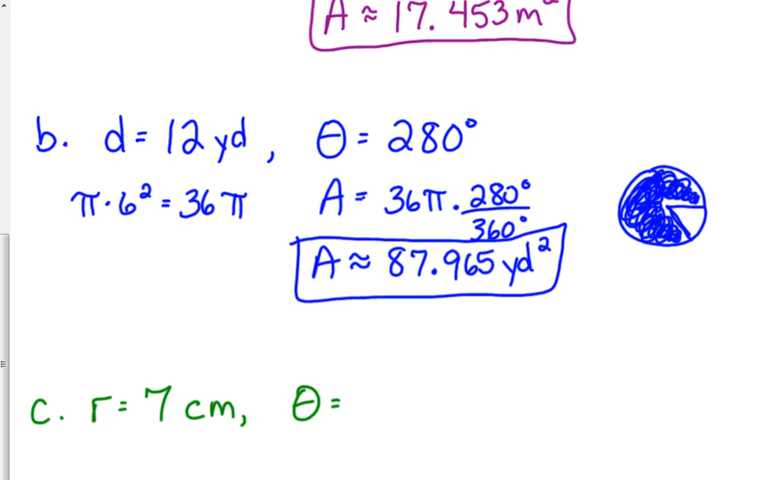 A ≈ 17.453 m²
b. d = 12 yd, θ = 280°
π · 6² = 36π A = 36π · 280°/360°
A ≈ 87.965 yd²
c. r = 7 cm, θ =